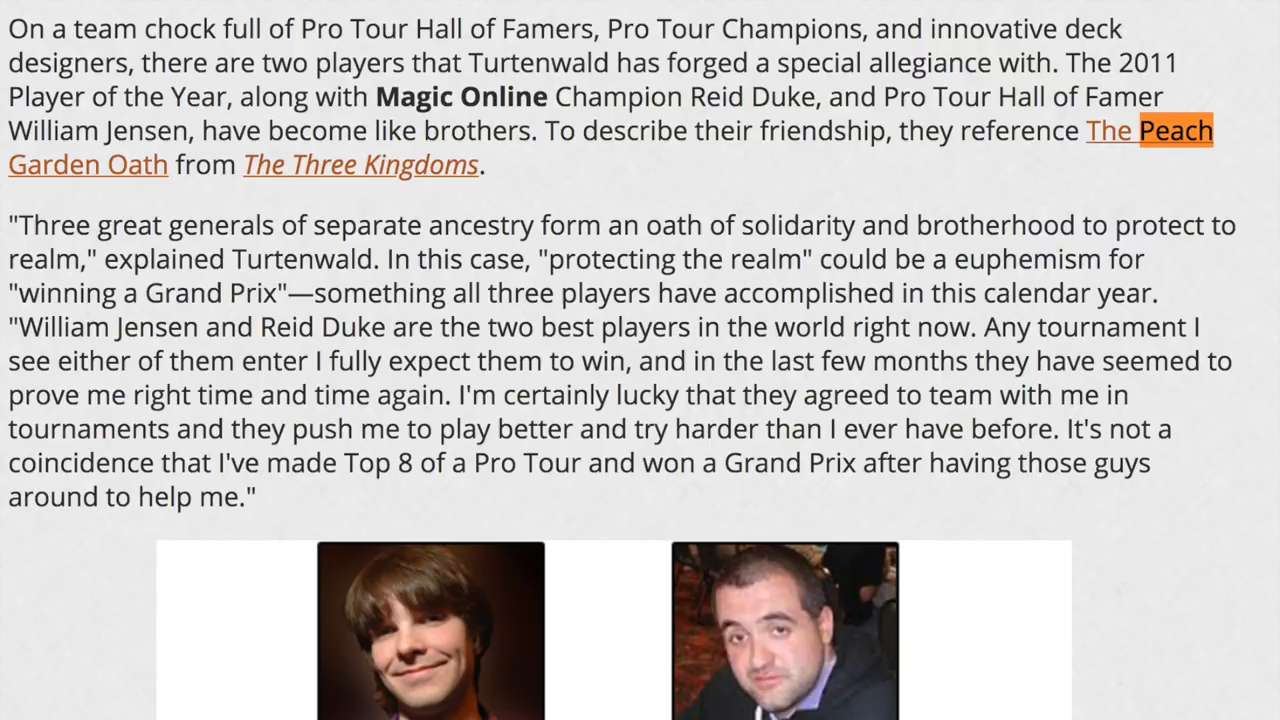 On a team chock full of Pro Tour Hall of Famers, Pro Tour Champions, and innovative deck
designers, there are two players that Turtenwald has forged a special allegiance with. The 2011
Player of the Year, along with Magic Online Champion Reid Duke, and Pro Tour Hall of Famer
William Jensen, have become like brothers. To describe their friendship, they reference The Peach
Garden Oath from The Three Kingdoms.
"Three great generals of separate ancestry form an oath of solidarity and brotherhood to protect to
realm," explained Turtenwald. In this case, "protecting the realm" could be a euphemism for
"winning a Grand Prix"—something all three players have accomplished in this calendar year.
"William Jensen and Reid Duke are the two best players in the world right now. Any tournament I
see either of them enter I fully expect them to win, and in the last few months they have seemed to
prove me right time and time again. I'm certainly lucky that they agreed to team with me in
tournaments and they push me to play better and try harder than I ever have before. It's not a
coincidence that I've made Top 8 of a Pro Tour and won a Grand Prix after having those guys
around to help me."